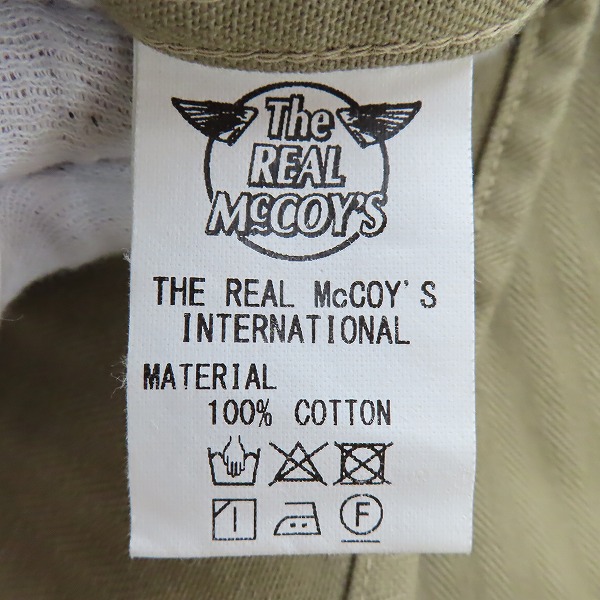 The
REAL
McCOY'S
THE REAL McCOY'S
INTERNATIONAL
MATERIAL
100% COTTON
F